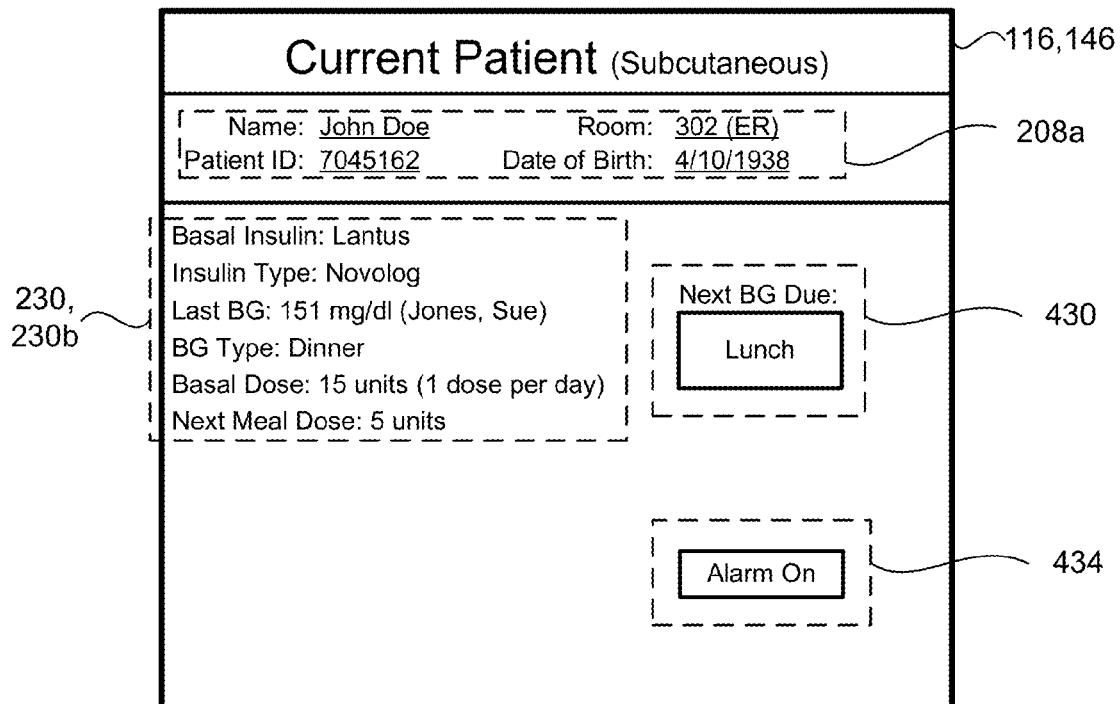 Current Patient (Subcutaneous)
116,146
Name: John Doe Room: 302 (ER)
Patient ID: 7045162 Date of Birth: 4/10/1938
208a
Basal Insulin: Lantus
Insulin Type: Novolog
Last BG: 151 mg/dl (Jones, Sue)
BG Type: Dinner
Basal Dose: 15 units (1 dose per day)
Next Meal Dose: 5 units
230,
230b
Next BG Due:
Lunch
430
Alarm On
434